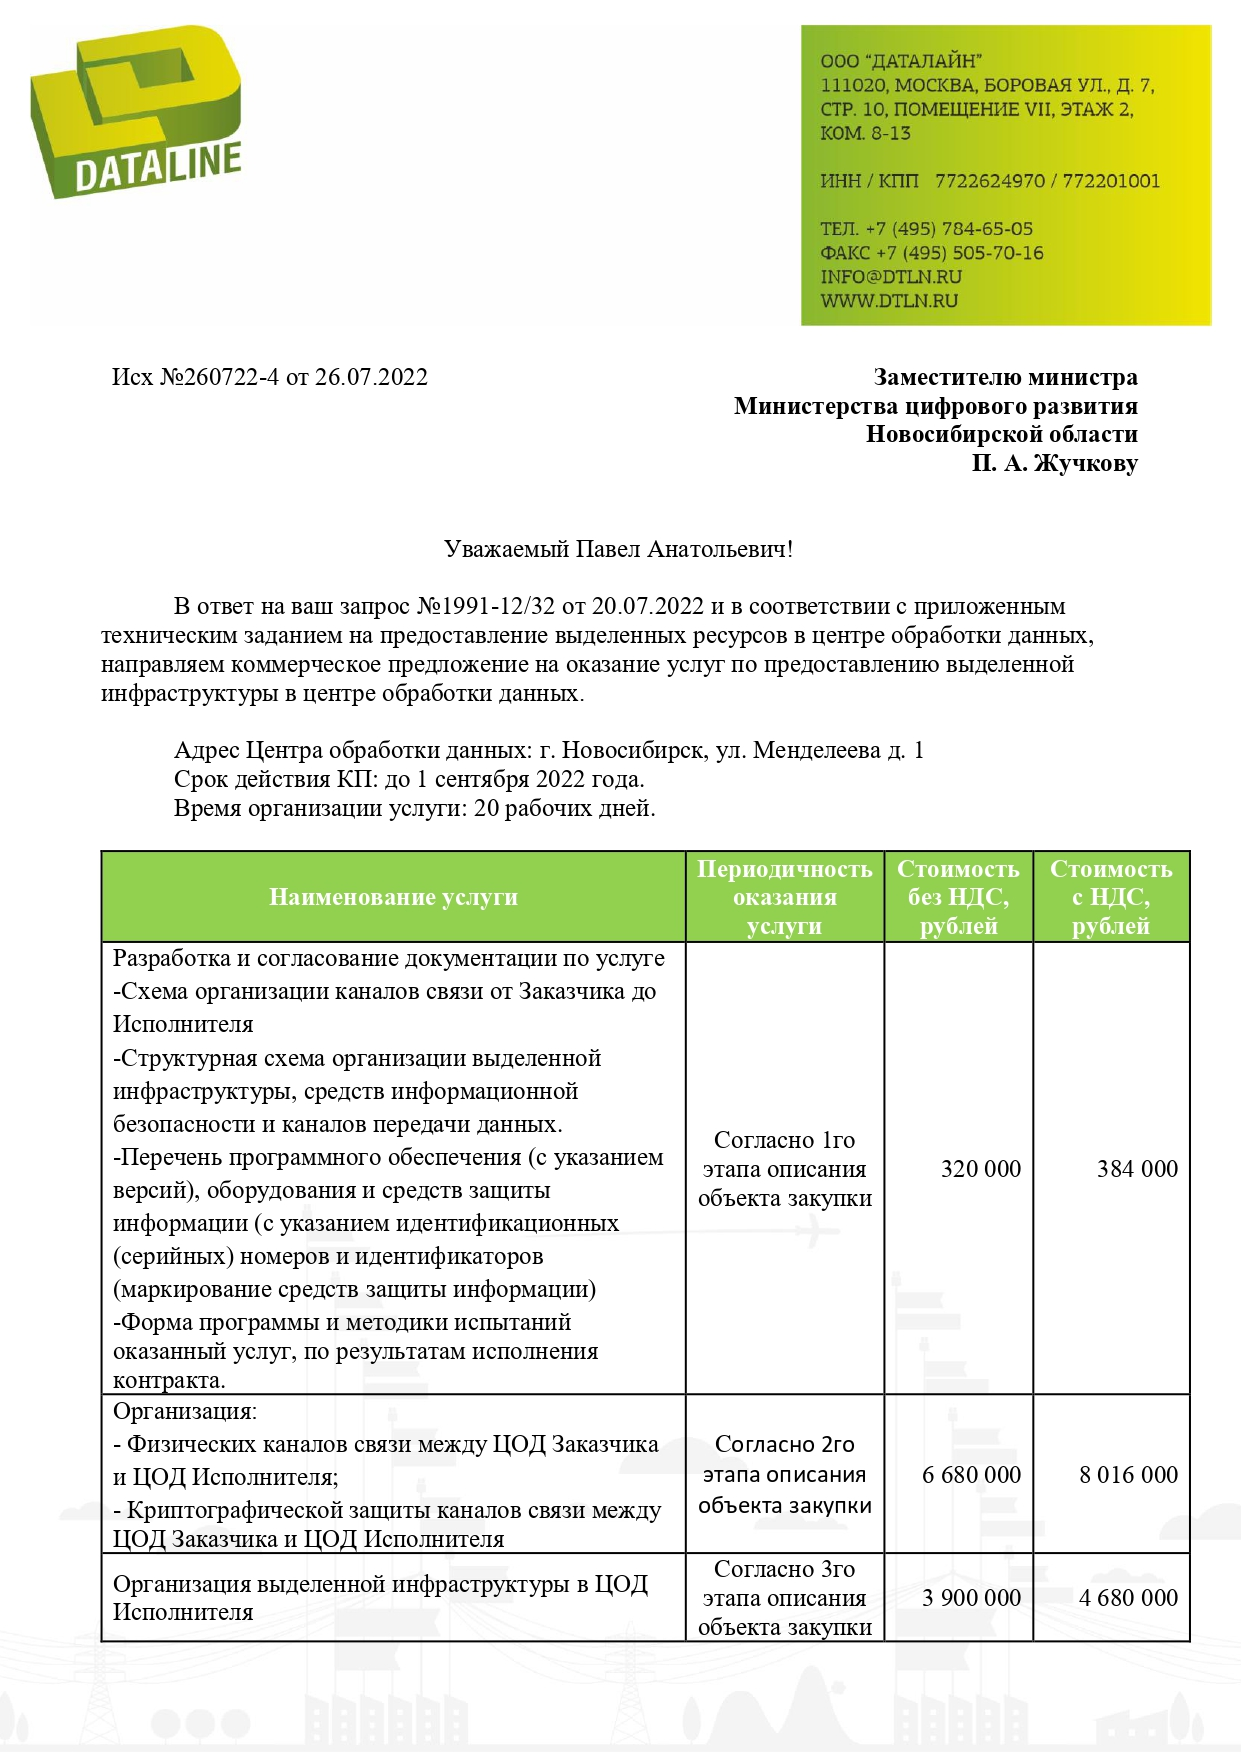 DATALINE
ООО “ДАТАЛАЙН”
111020, МОСКВА, БОРОВАЯ УЛ., Д. 7,
СТР. 10, ПОМЕЩЕНИЕ VII, ЭТАЖ 2,
КОМ. 8-13
ИНН / КПП 7722624970 / 772201001
ТЕЛ. +7 (495) 784-65-05
ФАКС +7 (495) 505-70-16
INFO@DTLN.RU
WWW.DTLN.RU
Исх №260722-4 от 26.07.2022
Заместителю министра
Министерства цифрового развития
Новосибирской области
П. А. Жучкову
Уважаемый Павел Анатольевич!
В ответ на ваш запрос №1991-12/32 от 20.07.2022 и в соответствии с приложенным
техническим заданием на предоставление выделенных ресурсов в центре обработки данных,
направляем коммерческое предложение на оказание услуг по предоставлению выделенной
инфраструктуры в центре обработки данных.
Адрес Центра обработки данных: г. Новосибирск, ул. Менделеева д. 1
Срок действия КП: до 1 сентября 2022 года.
Время организации услуги: 20 рабочих дней.
Наименование услуги
Периодичность
оказания
услуги
Стоимость
без НДС,
рублей
Стоимость
с НДС,
рублей
Разработка и согласование документации по услуге
-Схема организации каналов связи от Заказчика до
Исполнителя
-Структурная схема организации выделенной
инфраструктуры, средств информационной
безопасности и каналов передачи данных.
-Перечень программного обеспечения (с указанием
версий), оборудования и средств защиты
информации (с указанием идентификационных
(серийных) номеров и идентификаторов
(маркирование средств защиты информации)
-Форма программы и методики испытаний
оказанный услуг, по результатам исполнения
контракта.
Согласно 1го
этапа описания
объекта закупки
320 000
384 000
Организация:
- Физических каналов связи между ЦОД Заказчика
и ЦОД Исполнителя;
- Криптографической защиты каналов связи между
ЦОД Заказчика и ЦОД Исполнителя
Согласно 2го
этапа описания
объекта закупки
6 680 000
8 016 000
Организация выделенной инфраструктуры в ЦОД
Исполнителя
Согласно 3го
этапа описания
объекта закупки
3 900 000
4 680 000